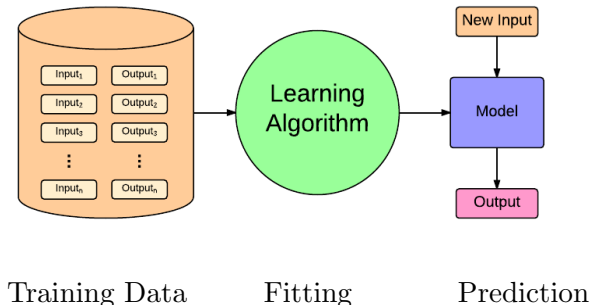 New Input
Input₁ Output₁
Input₂ Output₂
Input₃ Output₃
Inputₙ Outputₙ
Learning
Algorithm
Model
Output
Training Data
Fitting
Prediction